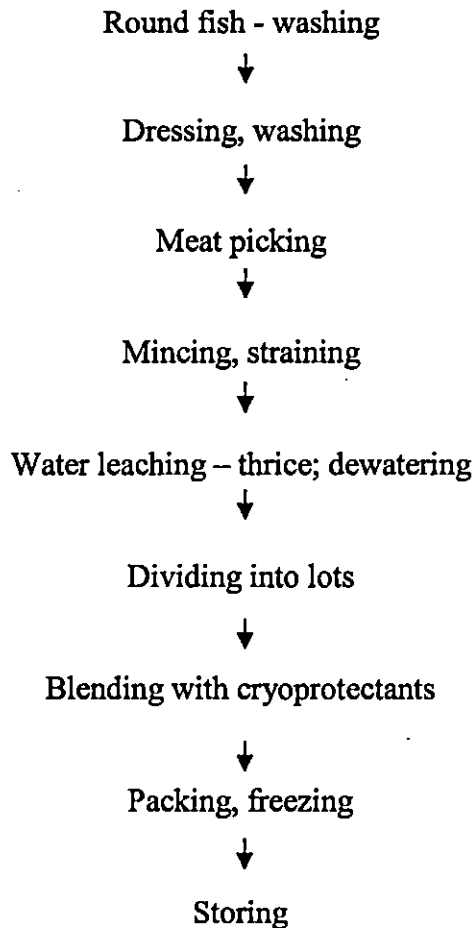 Round fish - washing
Dressing, washing
Meat picking
Mincing, straining
Water leaching – thrice; dewatering
Dividing into lots
Blending with cryoprotectants
Packing, freezing
Storing